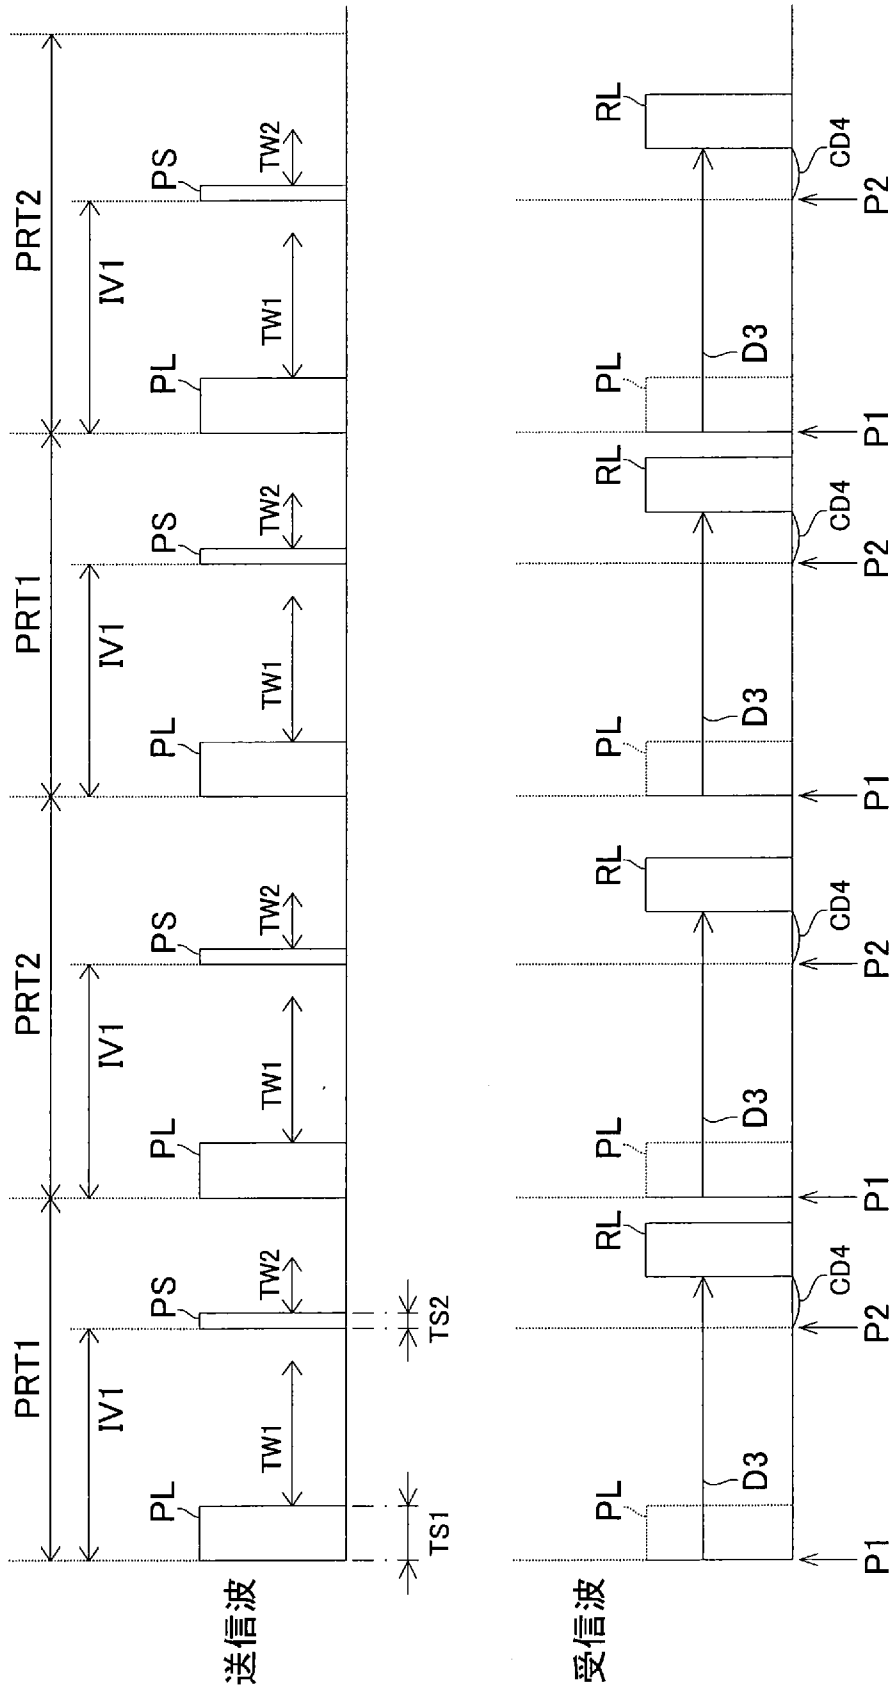 PRT1 PRT2 PRT1 PRT2
IV1 IV1 IV1 IV1
PL PS PL PS PL PS PL PS
TW1 TW2 TW1 TW2 TW1 TW2 TW1 TW2
送信波
TS1 TS2
受信波
PL RL PL RL PL RL PL RL
D3 D3 D3 D3
CD4 CD4 CD4 CD4
P1 P2 P1 P2 P1 P2 P1 P2